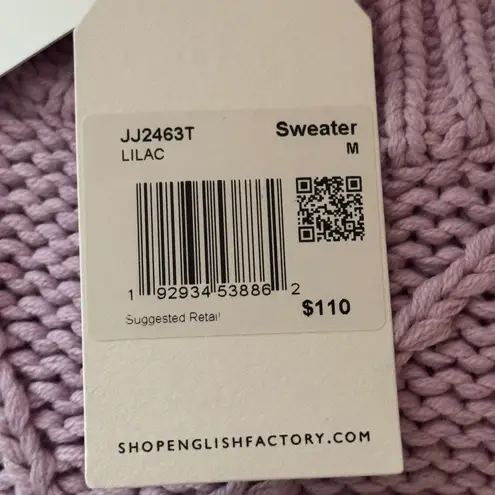 JJ2463T Sweater
LILAC M
1 92934 53886 2
Suggested Retail $110
SHOPENGLISHFACTORY.COM